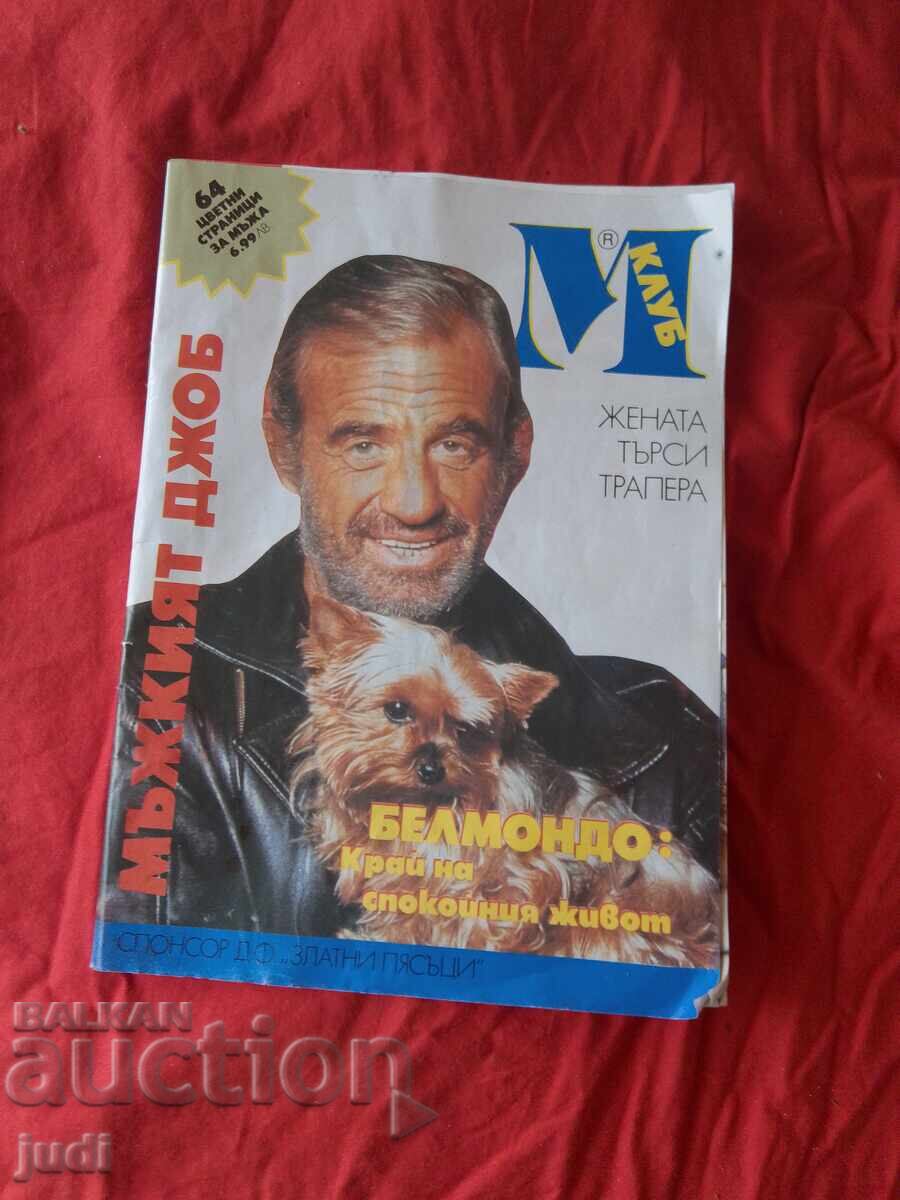 64
ЦВЕТНИ
СТРАНИЦИ
ЗА МЪЖА
6.99 ЛВ
М
®
КЛУБ
ЖЕНАТА
ТЪРСИ
ТРАПЕРА
МЪЖКИЯТ ДЖОБ
БЕЛМОНДО:
Край на
спокойния живот
СПОНСОР Д.Ф. „ЗЛАТНИ ПЯСЪЦИ“
BALKAN
auction
judi